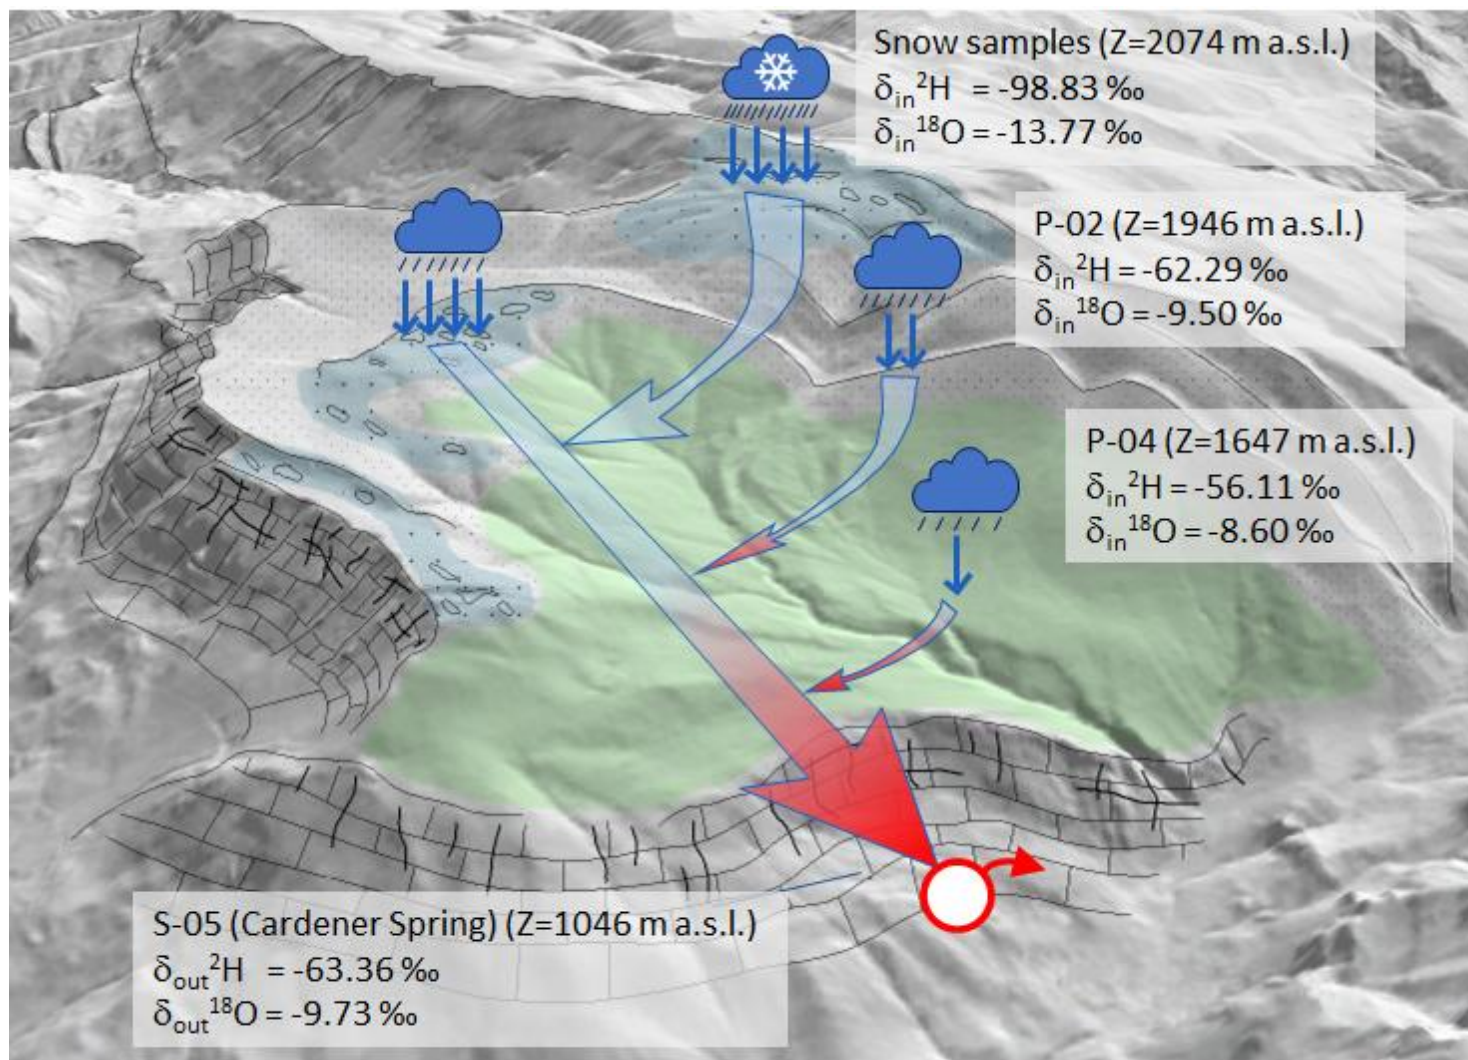 Snow samples (Z=2074 m a.s.l.)
δin²H = -98.83 ‰
δin¹⁸O = -13.77 ‰
P-02 (Z=1946 m a.s.l.)
δin²H = -62.29 ‰
δin¹⁸O = -9.50 ‰
P-04 (Z=1647 m a.s.l.)
δin²H = -56.11 ‰
δin¹⁸O = -8.60 ‰
S-05 (Cardener Spring) (Z=1046 m a.s.l.)
δout²H = -63.36 ‰
δout¹⁸O = -9.73 ‰